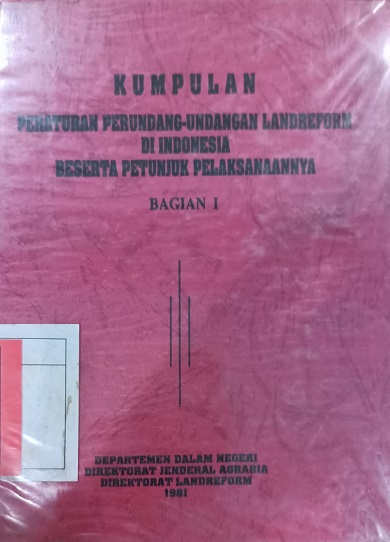 KUMPULAN
PERATURAN PERUNDANG-UNDANGAN LANDREFORM
DI INDONESIA
BESERTA PETUNJUK PELAKSANAANNYA
BAGIAN I
DEPARTEMEN DALAM NEGERI
DIREKTORAT JENDERAL AGRARIA
DIREKTORAT LANDREFORM
1981